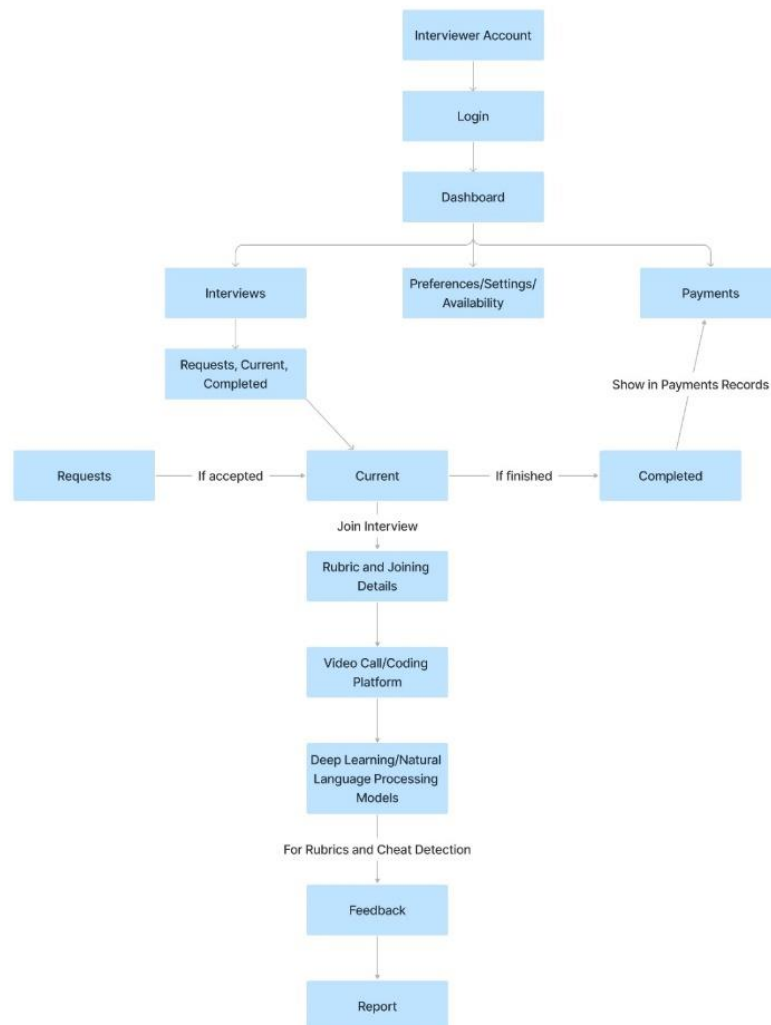 Interviewer Account
Login
Dashboard
Interviews
Preferences/Settings/
Availability
Payments
Requests, Current,
Completed
Show in Payments Records
Requests
If accepted
Current
If finished
Completed
Join Interview
Rubric and Joining
Details
Video Call/Coding
Platform
Deep Learning/Natural
Language Processing
Models
For Rubrics and Cheat Detection
Feedback
Report